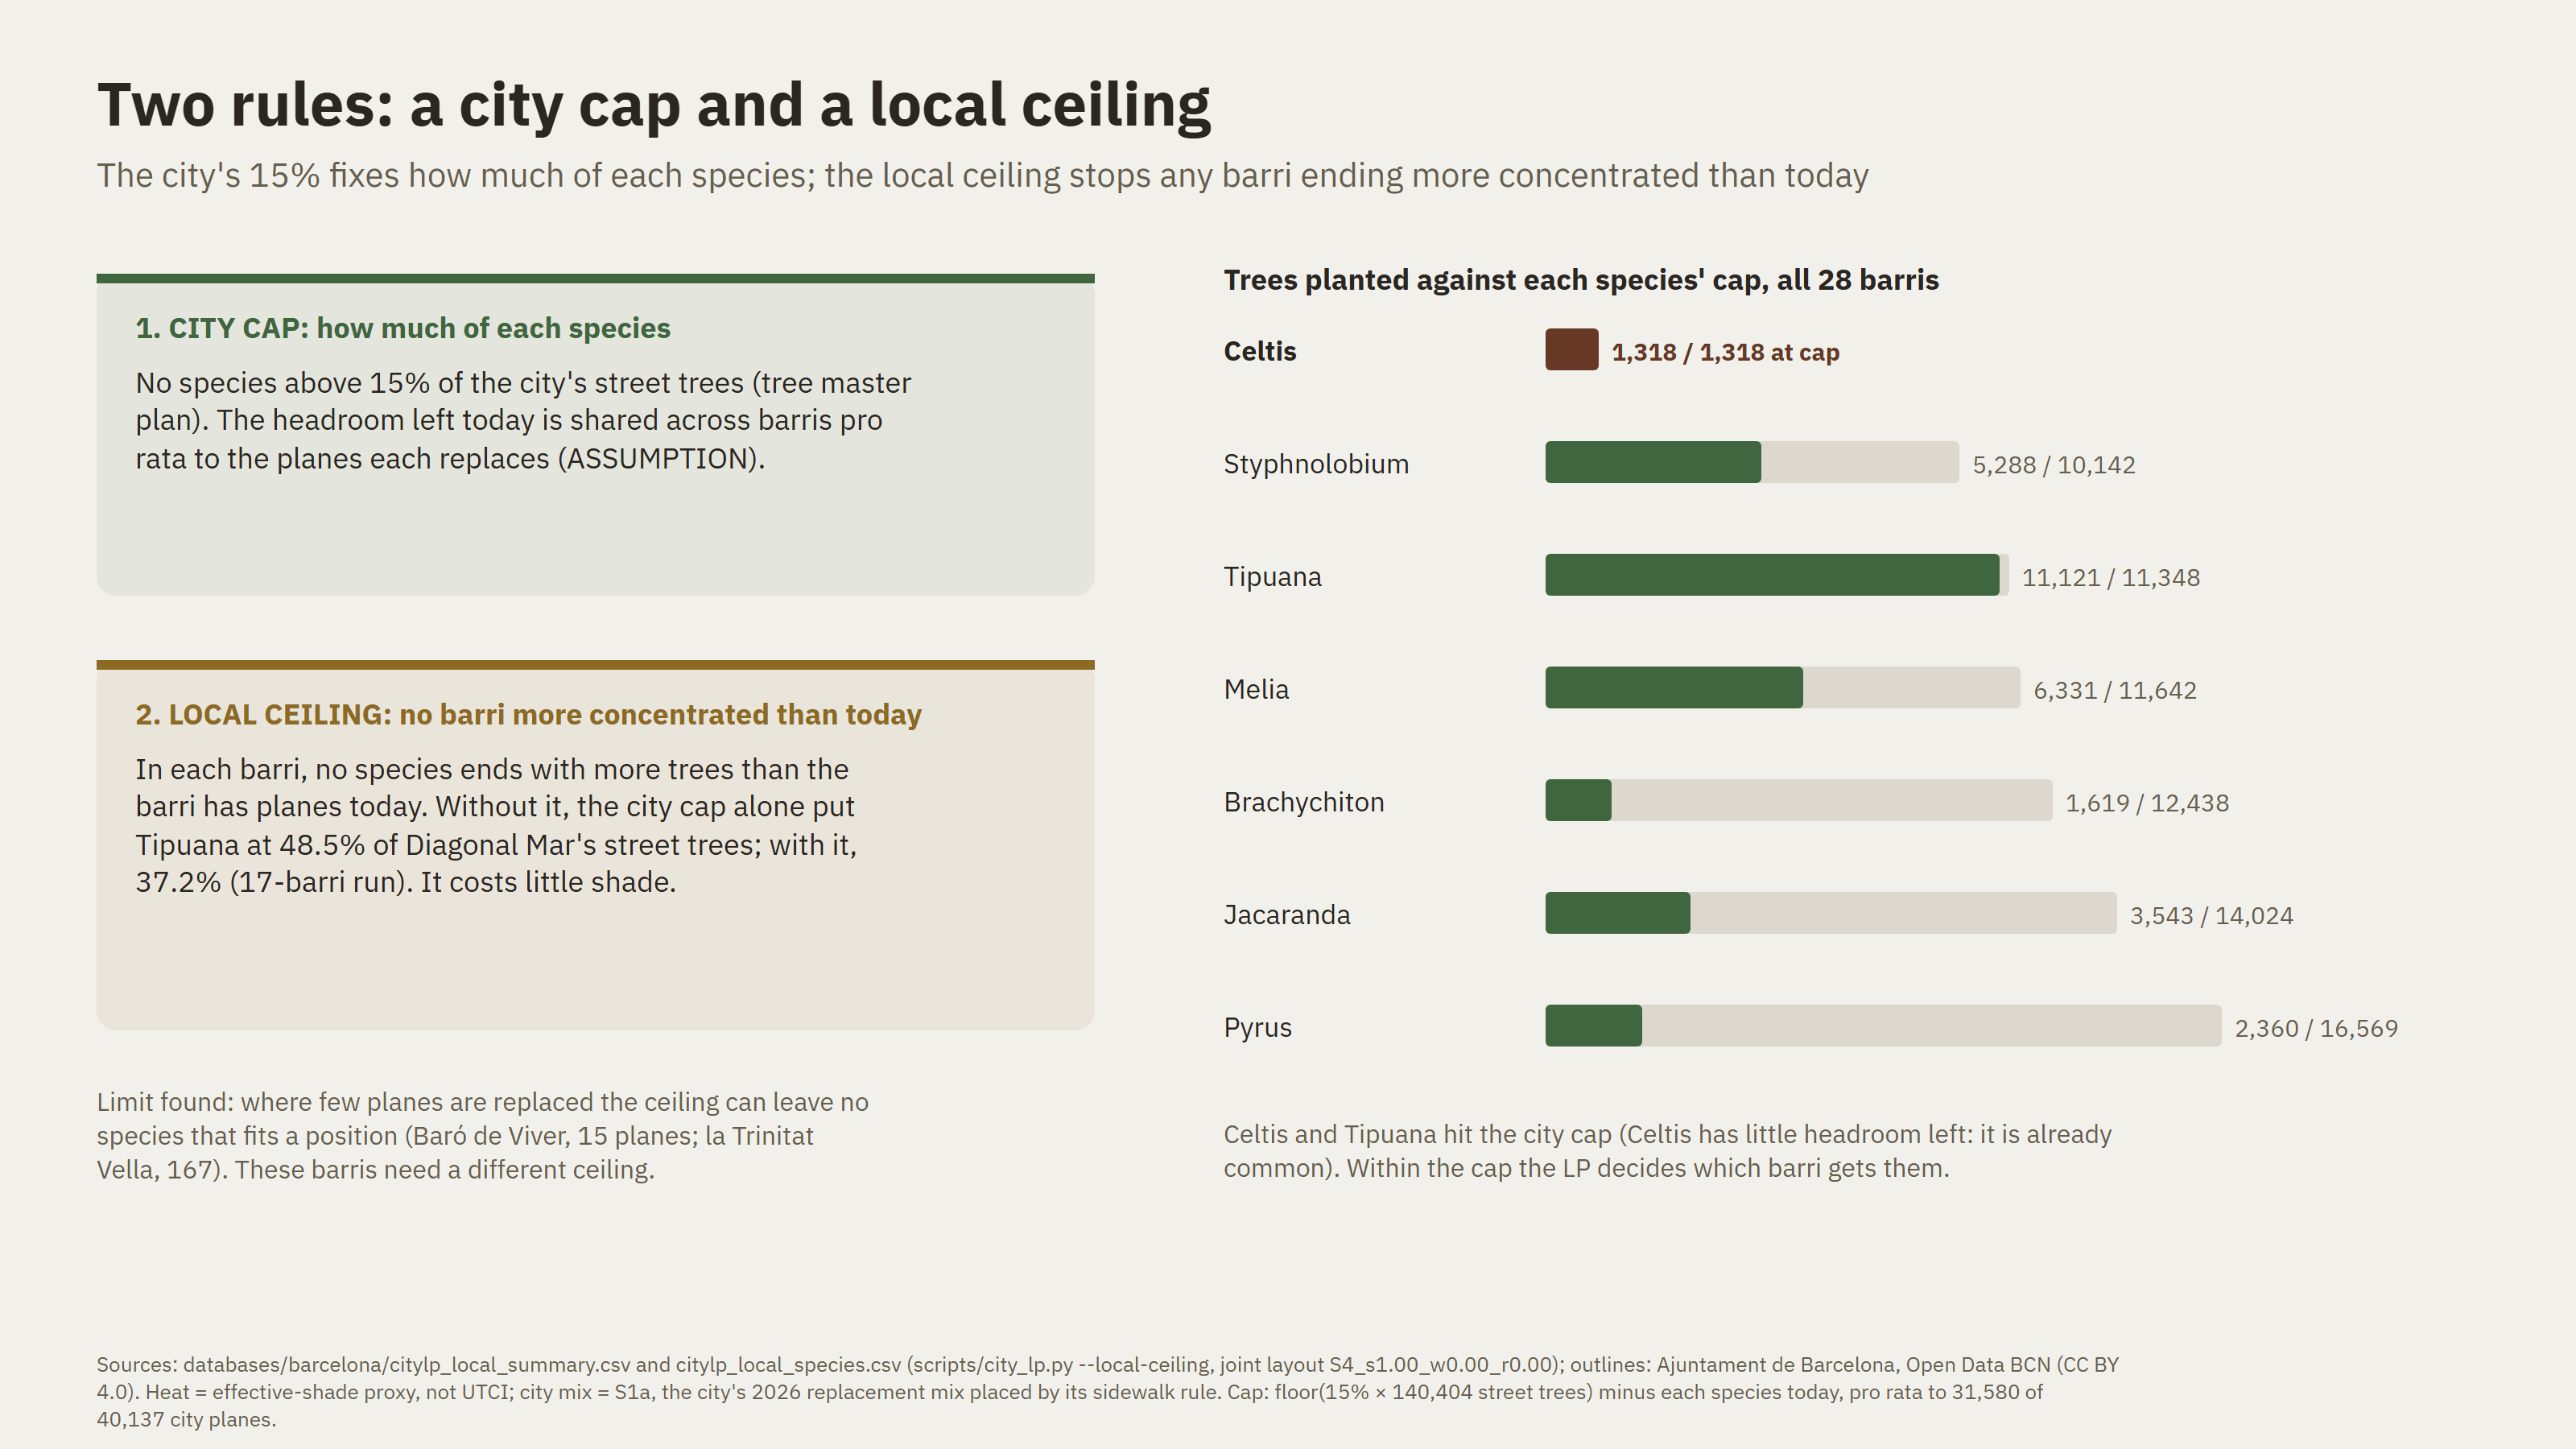 Two rules: a city cap and a local ceiling
The city's 15% fixes how much of each species; the local ceiling stops any barri ending more concentrated than today
1. CITY CAP: how much of each species
No species above 15% of the city's street trees (tree master
plan). The headroom left today is shared across barris pro
rata to the planes each replaces (ASSUMPTION).
2. LOCAL CEILING: no barri more concentrated than today
In each barri, no species ends with more trees than the
barri has planes today. Without it, the city cap alone put
Tipuana at 48.5% of Diagonal Mar's street trees; with it,
37.2% (17-barri run). It costs little shade.
Limit found: where few planes are replaced the ceiling can leave no
species that fits a position (Baró de Viver, 15 planes; la Trinitat
Vella, 167). These barris need a different ceiling.
Trees planted against each species' cap, all 28 barris
Celtis 1,318 / 1,318 at cap
Styphnolobium 5,288 / 10,142
Tipuana 11,121 / 11,348
Melia 6,331 / 11,642
Brachychiton 1,619 / 12,438
Jacaranda 3,543 / 14,024
Pyrus 2,360 / 16,569
Celtis and Tipuana hit the city cap (Celtis has little headroom left: it is already
common). Within the cap the LP decides which barri gets them.
Sources: databases/barcelona/citylp_local_summary.csv and citylp_local_species.csv (scripts/city_lp.py --local-ceiling, joint layout S4_s1.00_w0.00_r0.00); outlines: Ajuntament de Barcelona, Open Data BCN (CC BY
4.0). Heat = effective-shade proxy, not UTCI; city mix = S1a, the city's 2026 replacement mix placed by its sidewalk rule. Cap: floor(15% × 140,404 street trees) minus each species today, pro rata to 31,580 of
40,137 city planes.